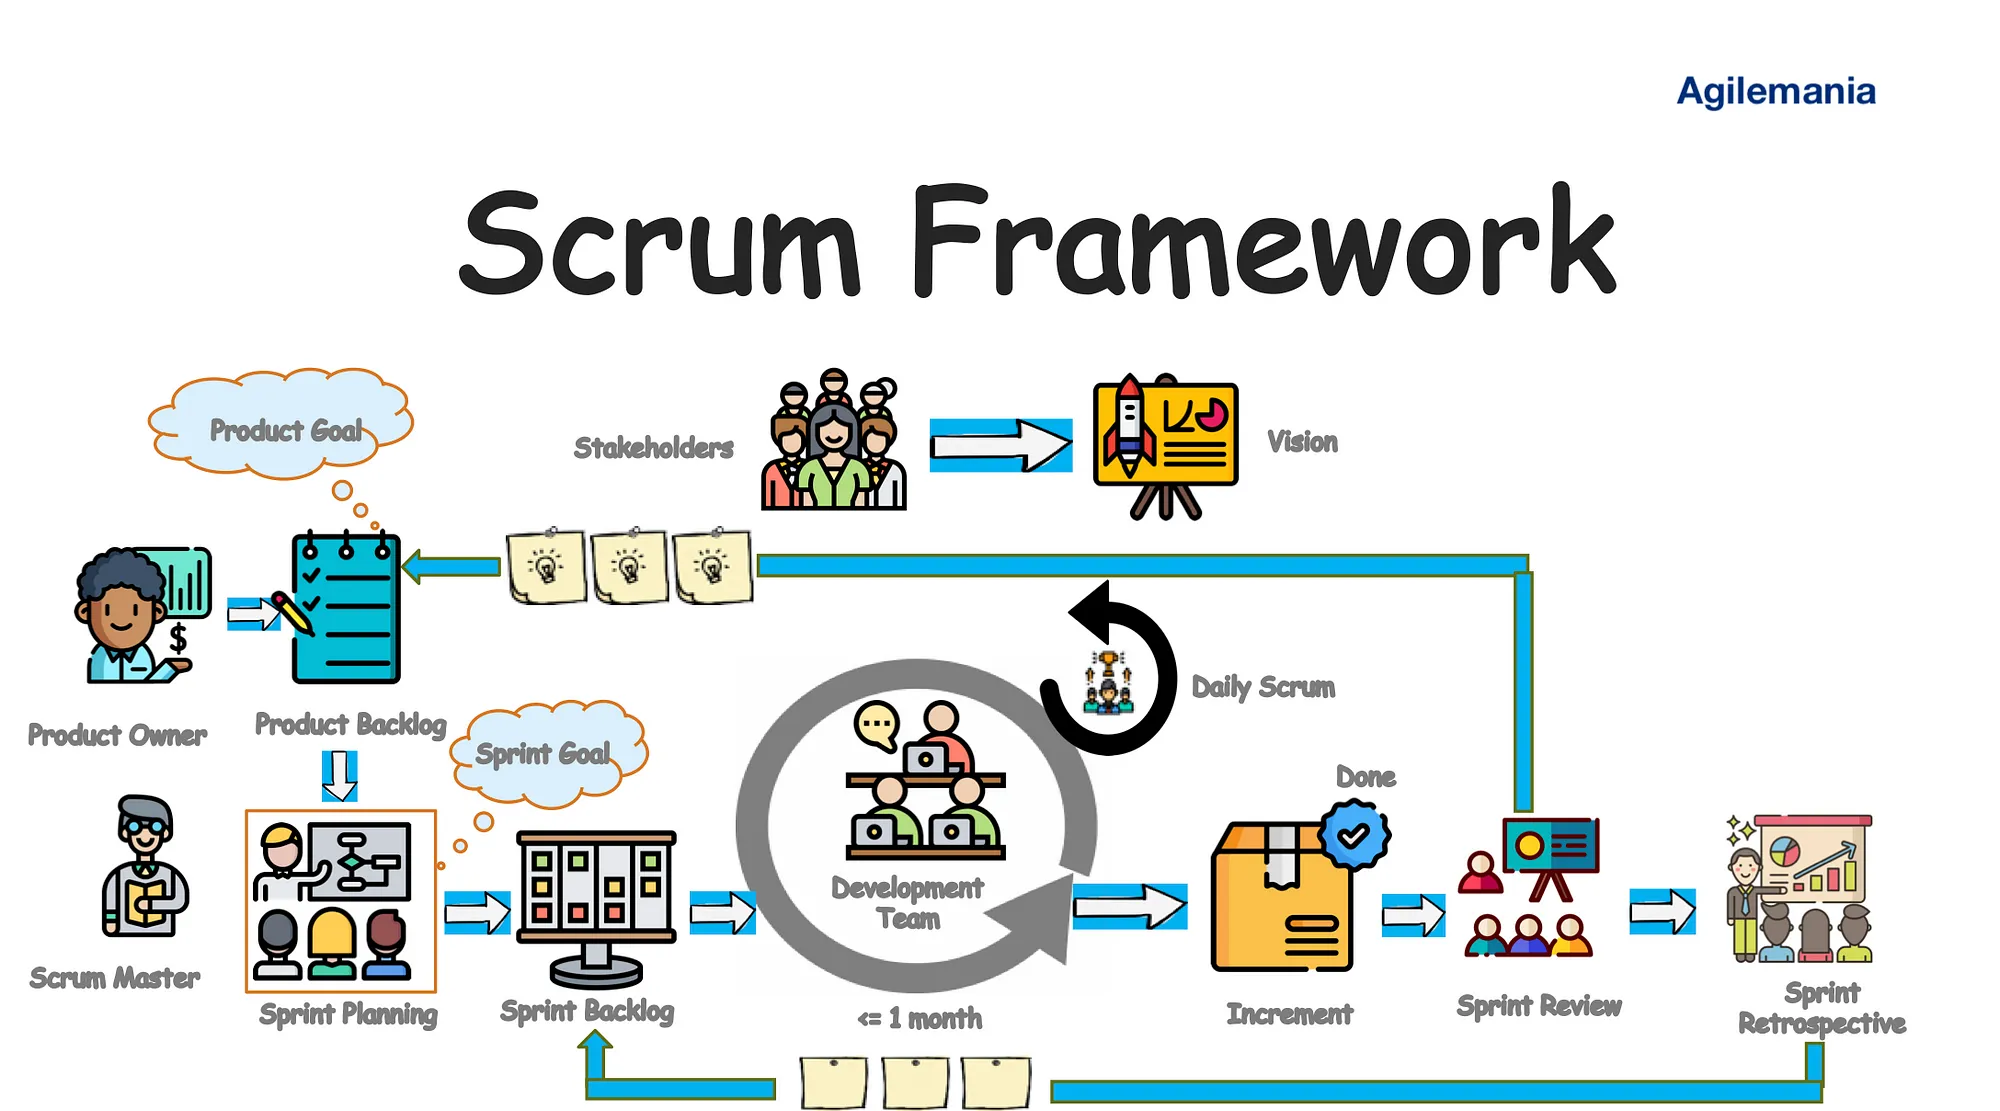 Agilemania
Scrum Framework
Product Goal
Stakeholders
Vision
$
Daily Scrum
Product Owner
Product Backlog
Sprint Goal
Done
Development
Team
Scrum Master
Sprint Planning
Sprint Backlog
<= 1 month
Increment
Sprint Review
Sprint
Retrospective